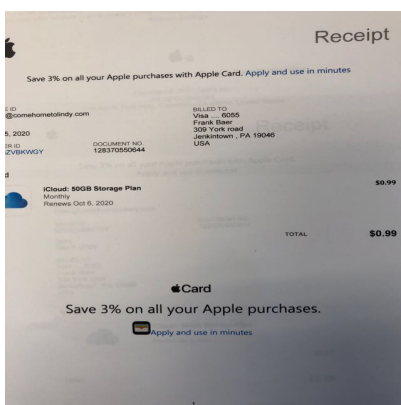 Receipt
Save 3% on all your Apple purchases with Apple Card. Apply and use in minutes
E ID
@comehometolindy.com
BILLED TO
Visa .... 6055
Frank Baer
309 York road
Jenkintown , PA 19046
USA
5, 2020
ER ID
ZVBKWGY
DOCUMENT NO.
128370550644
d
iCloud: 50GB Storage Plan
Monthly
Renews Oct 6, 2020
$0.99
TOTAL
$0.99
Card
Save 3% on all your Apple purchases.
Apply and use in minutes